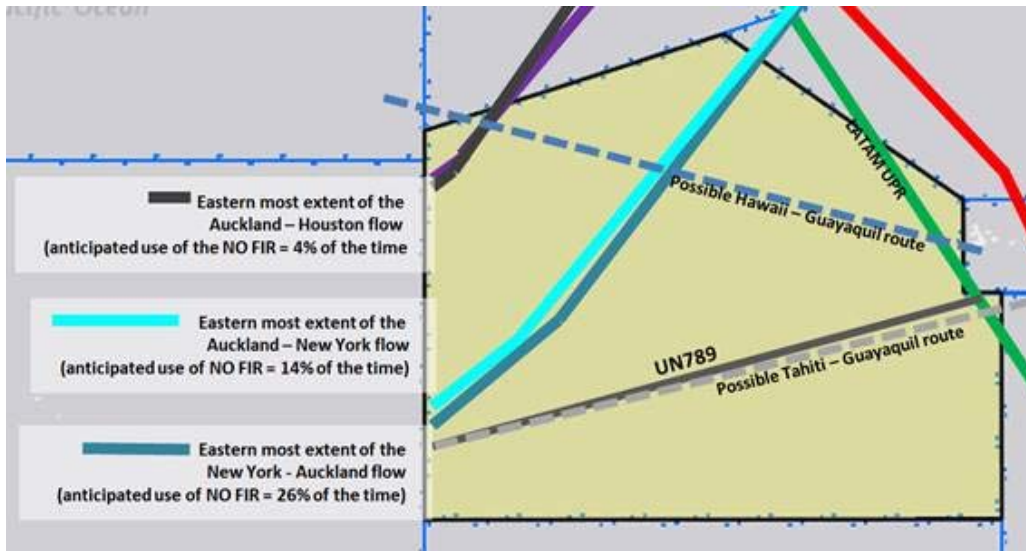 Pacific Ocean
Eastern most extent of the
Auckland – Houston flow
(anticipated use of the NO FIR = 4% of the time
Eastern most extent of the
Auckland – New York flow
(anticipated use of NO FIR = 14% of the time)
Eastern most extent of the
New York - Auckland flow
(anticipated use of NO FIR = 26% of the time)
LATAM UPR
Possible Hawaii – Guayaquil route
UN789
Possible Tahiti – Guayaquil route